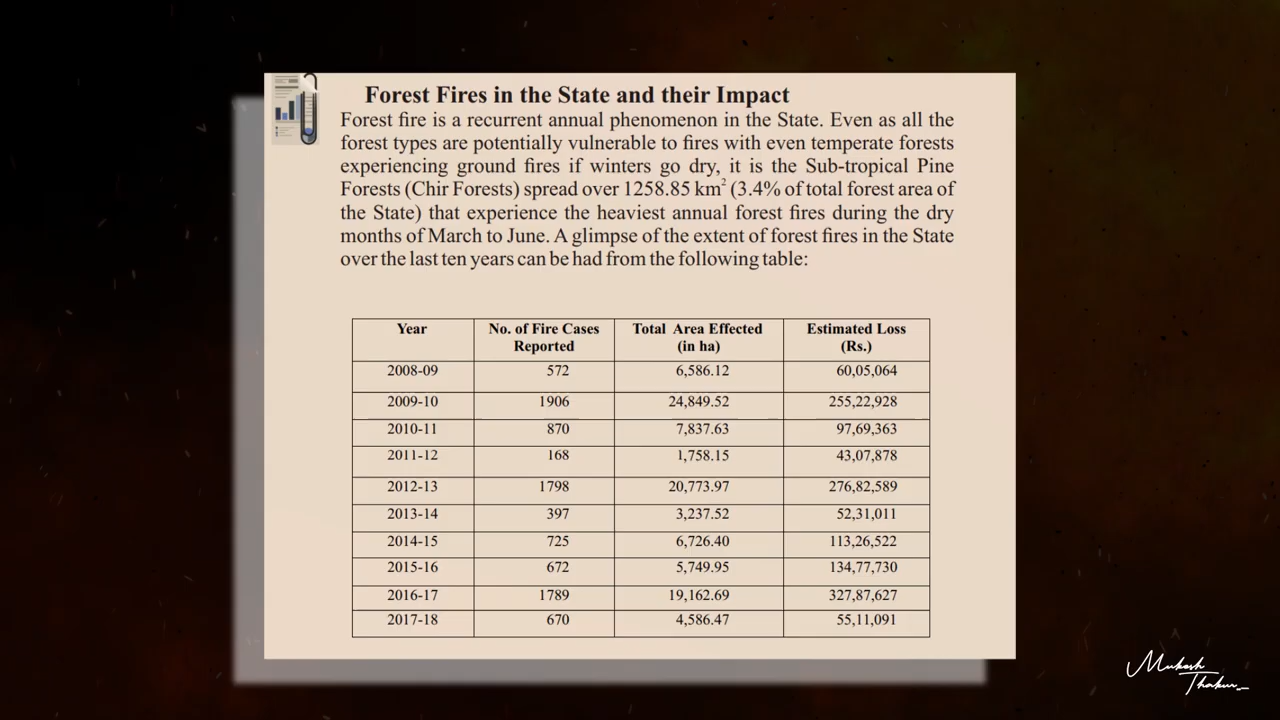 Forest Fires in the State and their Impact
Forest fire is a recurrent annual phenomenon in the State. Even as all the
forest types are potentially vulnerable to fires with even temperate forests
experiencing ground fires if winters go dry, it is the Sub-tropical Pine
Forests (Chir Forests) spread over 1258.85 km² (3.4% of total forest area of
the State) that experience the heaviest annual forest fires during the dry
months of March to June. A glimpse of the extent of forest fires in the State
over the last ten years can be had from the following table:
Year No. of Fire Cases Reported Total Area Effected (in ha) Estimated Loss (Rs.)
2008-09 572 6,586.12 60,05,064
2009-10 1906 24,849.52 255,22,928
2010-11 870 7,837.63 97,69,363
2011-12 168 1,758.15 43,07,878
2012-13 1798 20,773.97 276,82,589
2013-14 397 3,237.52 52,31,011
2014-15 725 6,726.40 113,26,522
2015-16 672 5,749.95 134,77,730
2016-17 1789 19,162.69 327,87,627
2017-18 670 4,586.47 55,11,091
Mukesh
Thakur